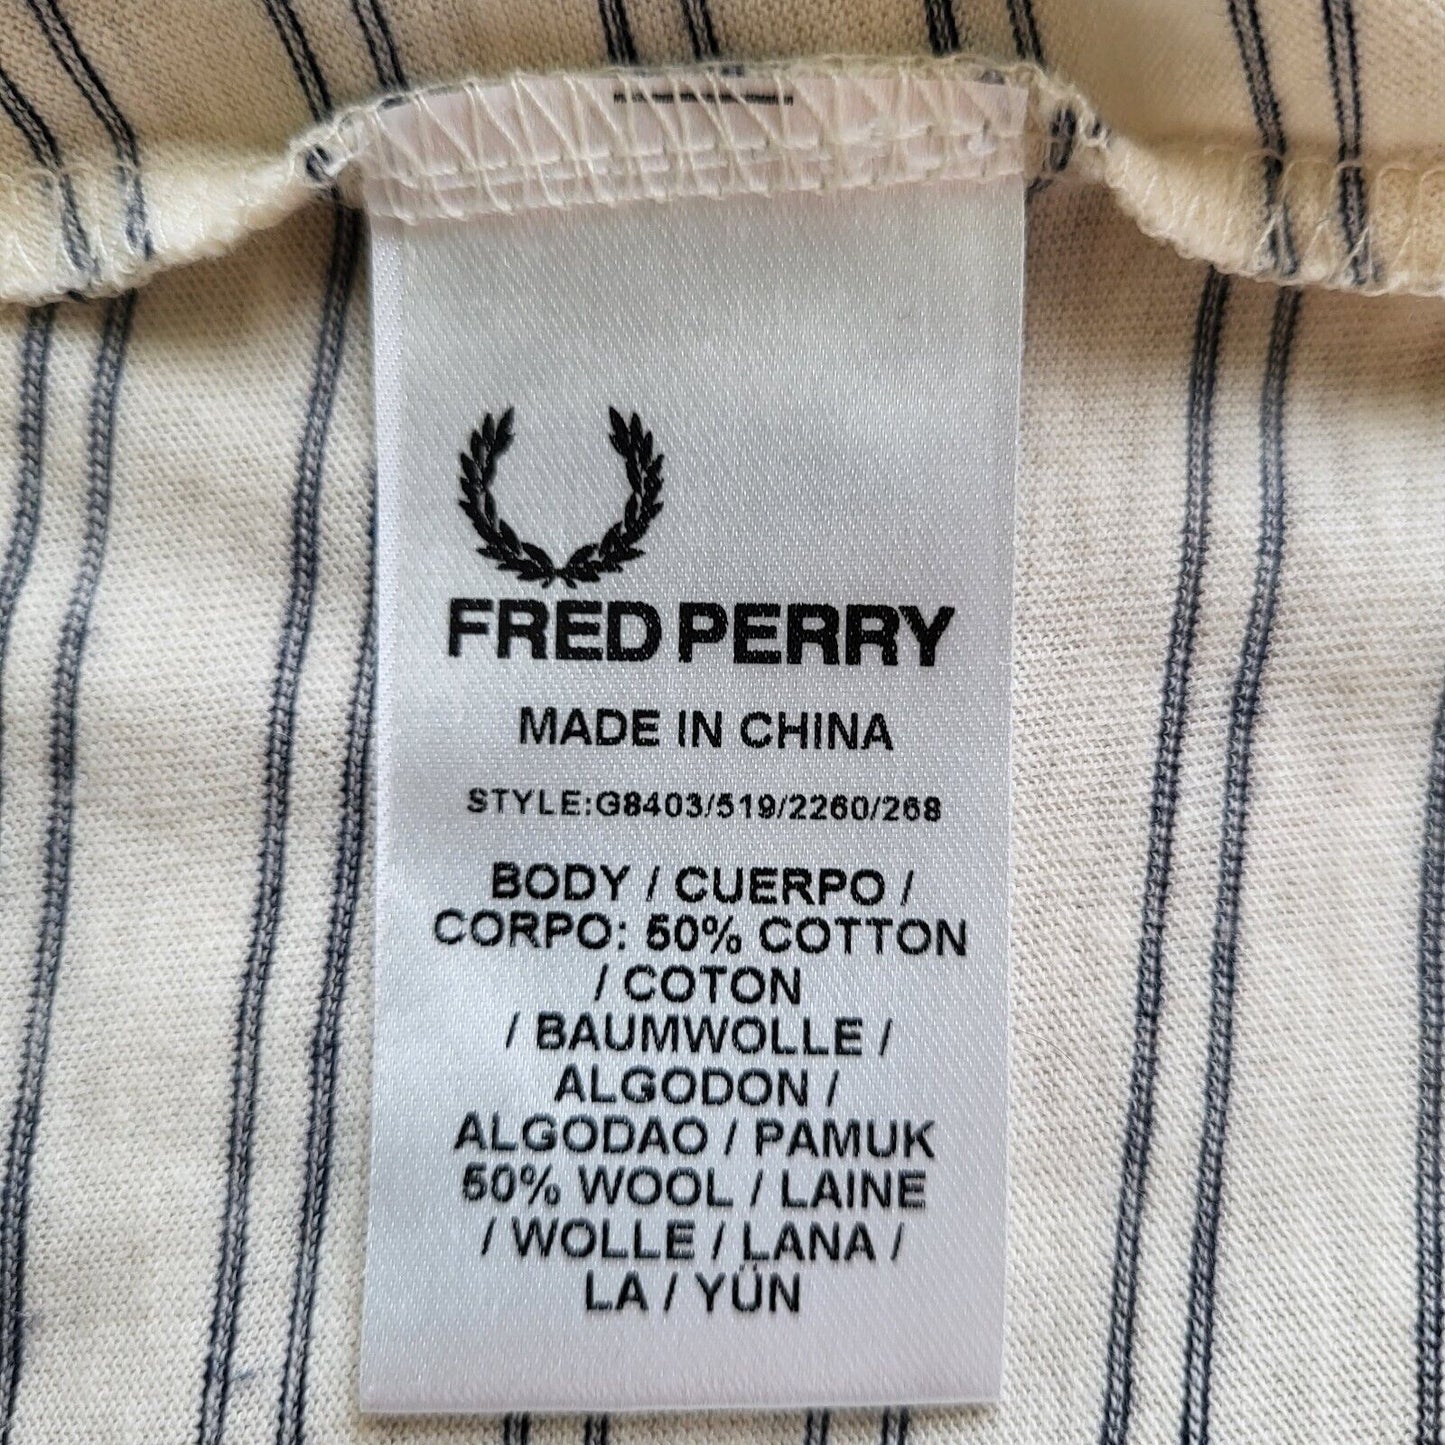 FRED PERRY
MADE IN CHINA
STYLE:G8403/519/2260/268
BODY / CUERPO /
CORPO: 50% COTTON
/ COTON
/ BAUMWOLLE /
ALGODON /
ALGODAO / PAMUK
50% WOOL / LAINE
/ WOLLE / LANA /
LA / YÜN